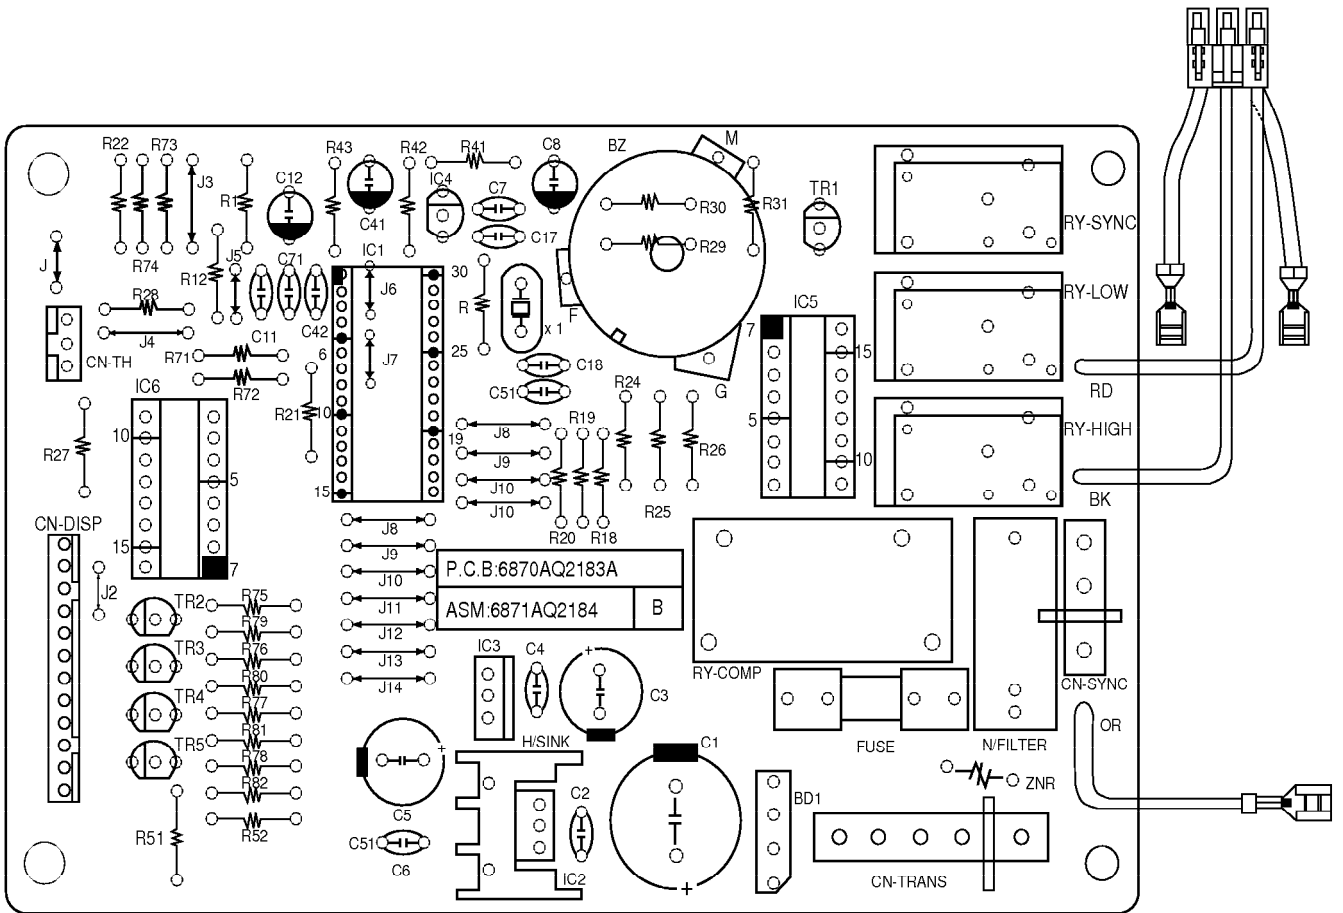 R22
R73
R43
R42
R41
C8
BZ
M
J3
C12
IC4
C7
TR1
R1
R30
R31
C41
RY-SYNC
C17
R29
J
R74
R12
J5
C71
IC1
30
J6
R
RY-LOW
R28
F
IC5
x 1
7
J4
C11
C42
6
J7
25
15
CN-TH
R71
C18
R72
G
RD
IC6
R21
10
C51
R24
5
RY-HIGH
R19
10
19
J8
R26
R27
J9
10
5
15
J10
BK
CN-DISP
J10
R25
J8
R20
R18
15
J9
7
J10
P.C.B:6870AQ2183A
J2
R75
J11
ASM:6871AQ2184
B
TR2
R79
J12
TR3
R76
J13
IC3
C4
+
RY-COMP
R80
J14
C3
CN-SYNC
TR4
R77
OR
R81
H/SINK
C1
FUSE
N/FILTER
TR5
R78
+
R82
ZNR
C2
BD1
C5
R51
R52
C51
C6
IC2
+
CN-TRANS